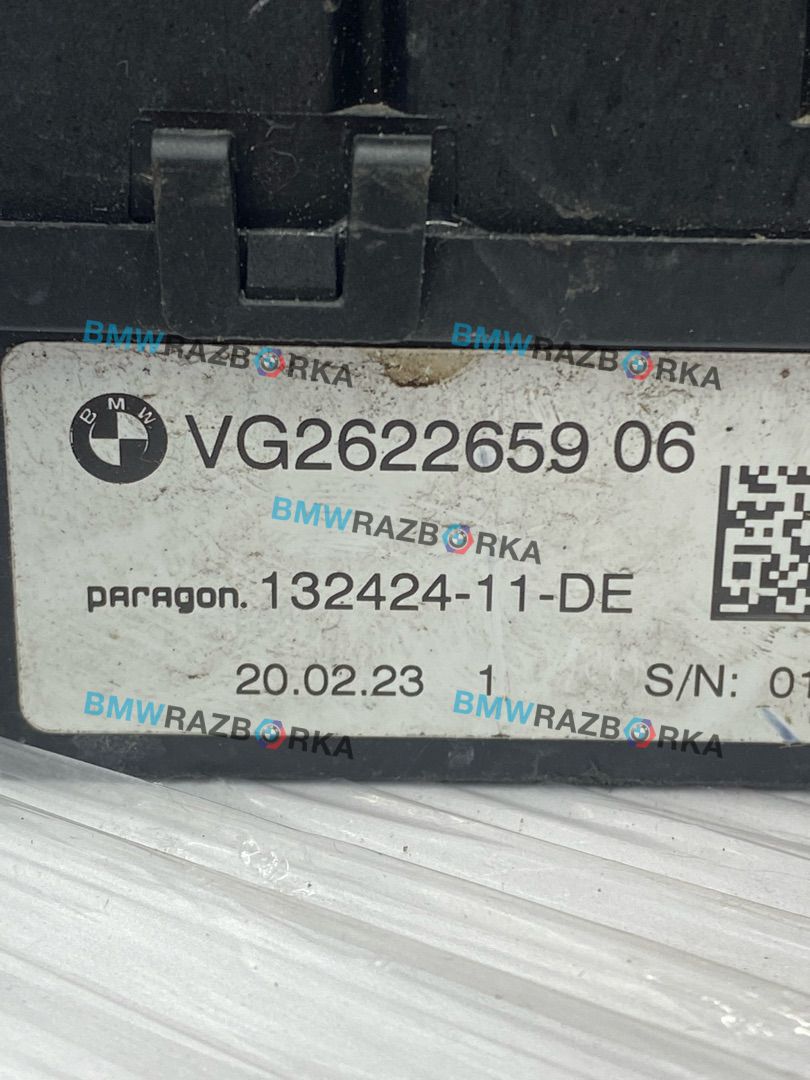 BMWRAZBORKA BMWRAZBORKA
BMW VG2622659 06
BMWRAZBORKA
paragon. 132424-11-DE
20.02.23 1 S/N: 01
BMWRAZBORKA BMWRAZBORKA